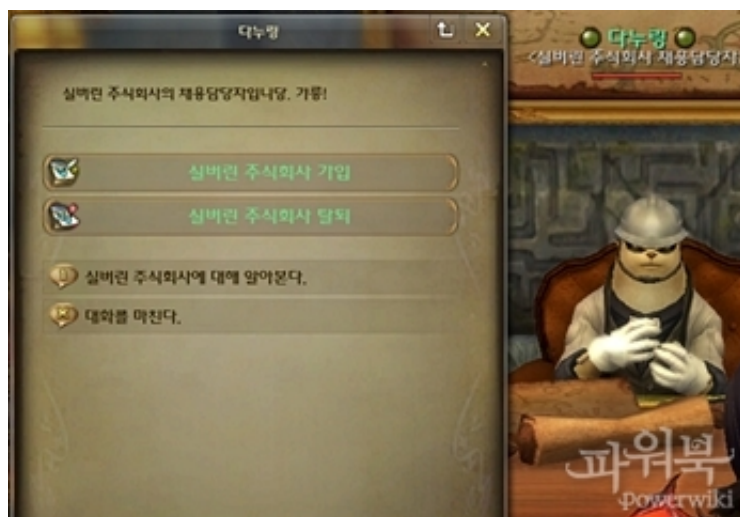 다누링
다누링
<실버린 주식회사 채용담당자>
실버린 주식회사의 채용담당자입니당. 가룽!
실버린 주식회사 가입
실버린 주식회사 탈퇴
실버린 주식회사에 대해 알아본다.
대화를 마친다.
파워북
powerwiki